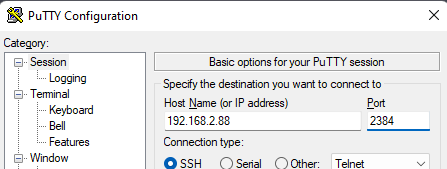 PuTTY Configuration
Category:
Session
Logging
Terminal
Keyboard
Bell
Features
Window
Basic options for your PuTTY session
Specify the destination you want to connect to
Host Name (or IP address) Port
192.168.2.88 2384
Connection type:
SSH Serial Other: Telnet